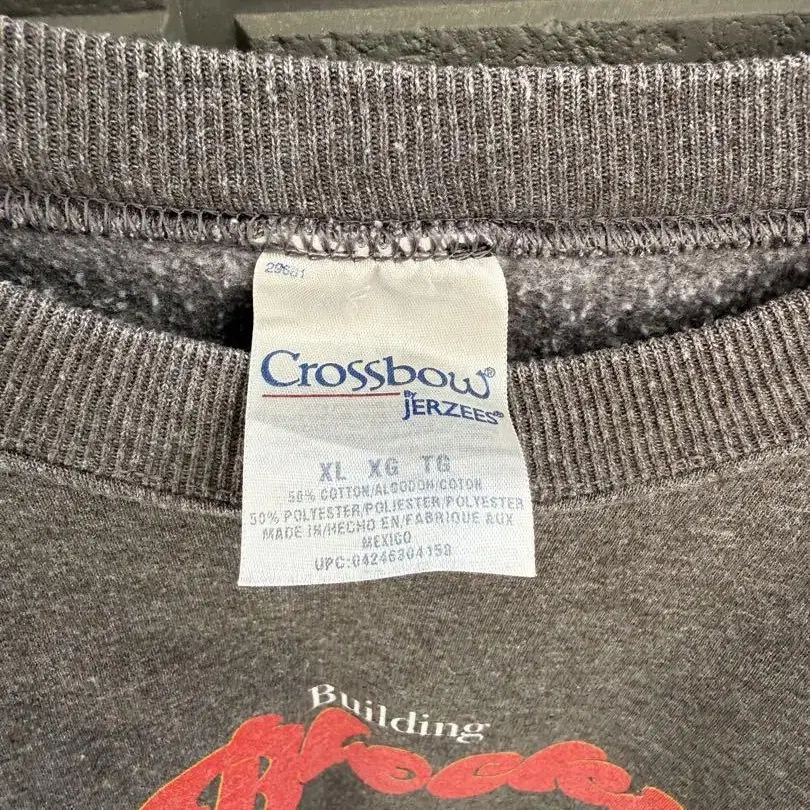 Crossbow®
BY
JERZEES®
XL XG TG
50% COTTON/ALGODON/COTON
50% POLYESTER/POLIESTER/POLYESTER
MADE IN/HECHO EN/FABRIQUE AUX
MEXICO
UPC:04246304158
Building